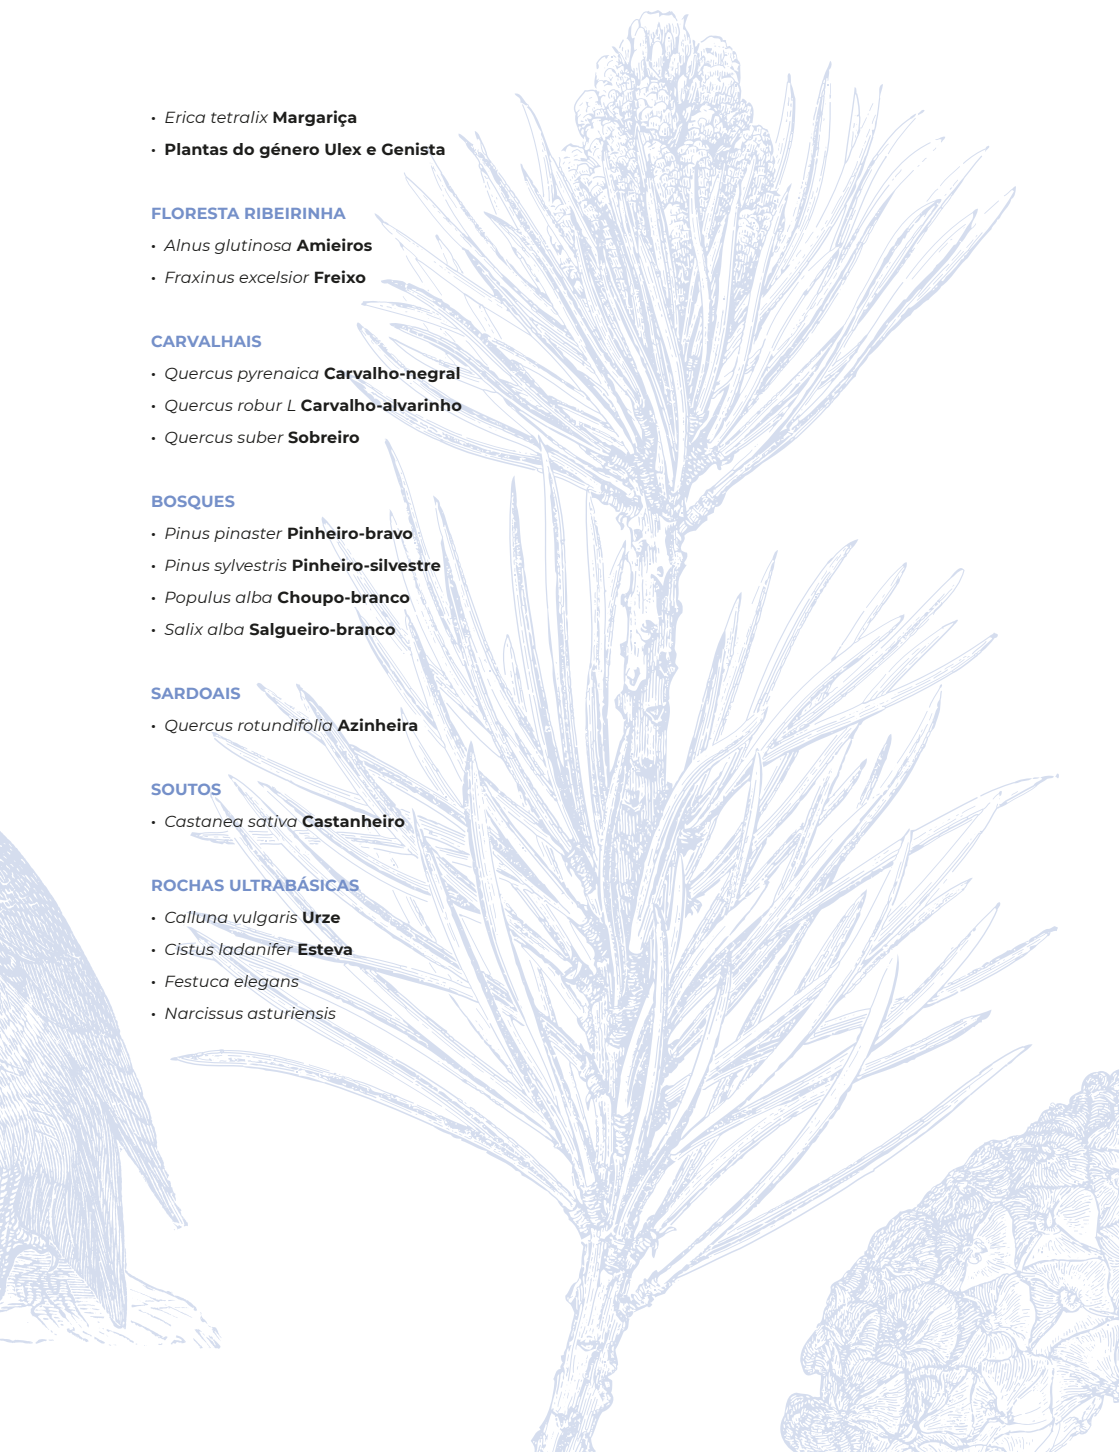 • Erica tetralix Margariça
• Plantas do género Ulex e Genista
FLORESTA RIBEIRINHA
• Alnus glutinosa Amieiros
• Fraxinus excelsior Freixo
CARVALHAIS
• Quercus pyrenaica Carvalho-negral
• Quercus robur L Carvalho-alvarinho
• Quercus suber Sobreiro
BOSQUES
• Pinus pinaster Pinheiro-bravo
• Pinus sylvestris Pinheiro-silvestre
• Populus alba Choupo-branco
• Salix alba Salgueiro-branco
SARDOAIS
• Quercus rotundifolia Azinheira
SOUTOS
• Castanea sativa Castanheiro
ROCHAS ULTRABÁSICAS
• Calluna vulgaris Urze
• Cistus ladanifer Esteva
• Festuca elegans
• Narcissus asturiensis